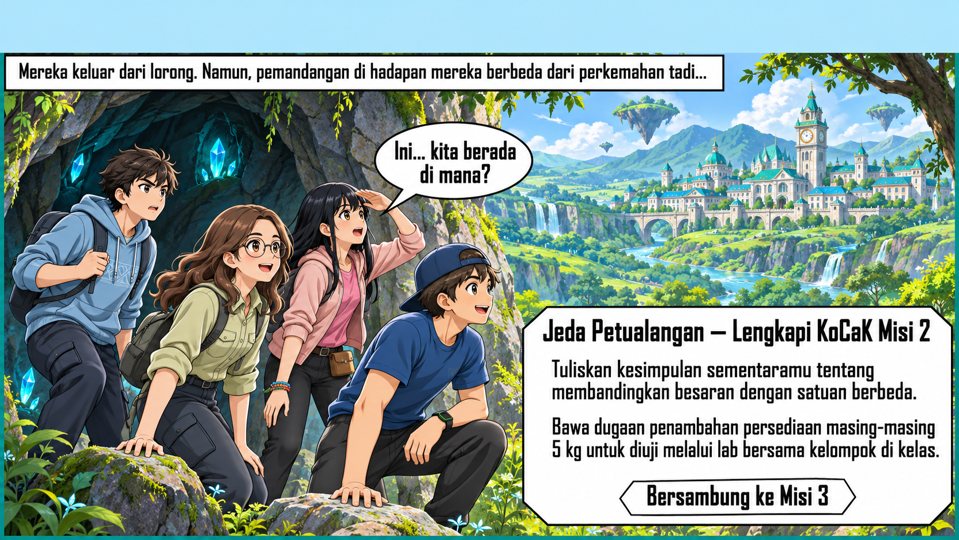 Mereka keluar dari lorong. Namun, pemandangan di hadapan mereka berbeda dari perkemahan tadi...
Ini... kita berada
di mana?
Jeda Petualangan — Lengkapi KoCaK Misi 2
Tuliskan kesimpulan sementaramu tentang
membandingkan besaran dengan satuan berbeda.
Bawa dugaan penambahan persediaan masing-masing
5 kg untuk diuji melalui lab bersama kelompok di kelas.
Bersambung ke Misi 3